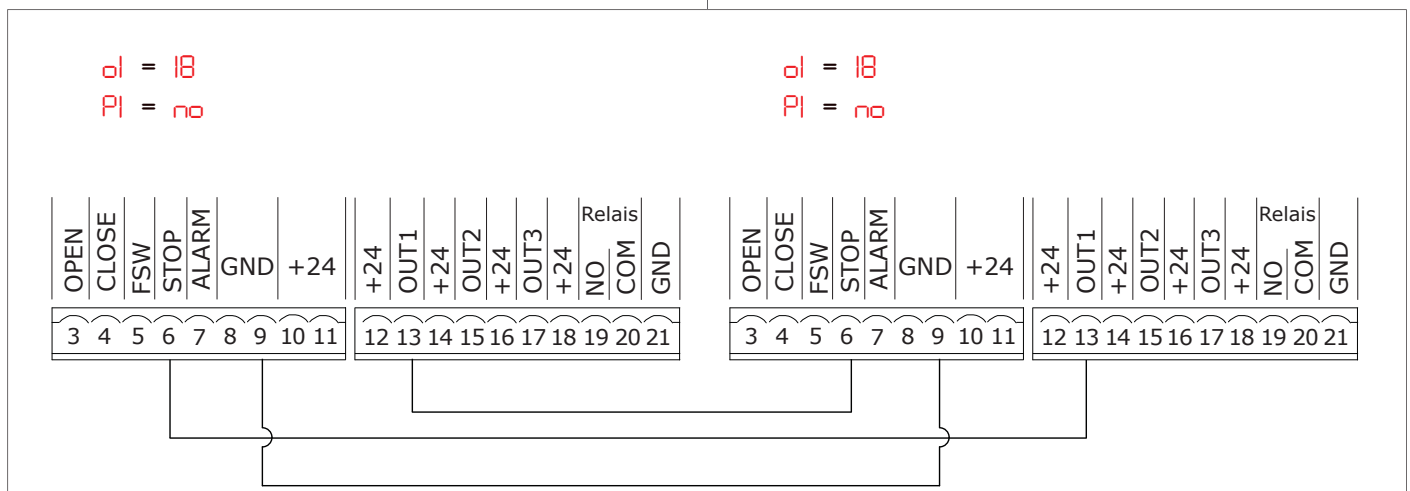 o1 = 18
P1 = no
o1 = 18
P1 = no
OPEN CLOSE FSW STOP ALARM GND +24 +24 OUT1 +24 OUT2 +24 OUT3 +24 Relais NO COM GND
3 4 5 6 7 8 9 10 11 12 13 14 15 16 17 18 19 20 21
OPEN CLOSE FSW STOP ALARM GND +24 +24 OUT1 +24 OUT2 +24 OUT3 +24 Relais NO COM GND
3 4 5 6 7 8 9 10 11 12 13 14 15 16 17 18 19 20 21